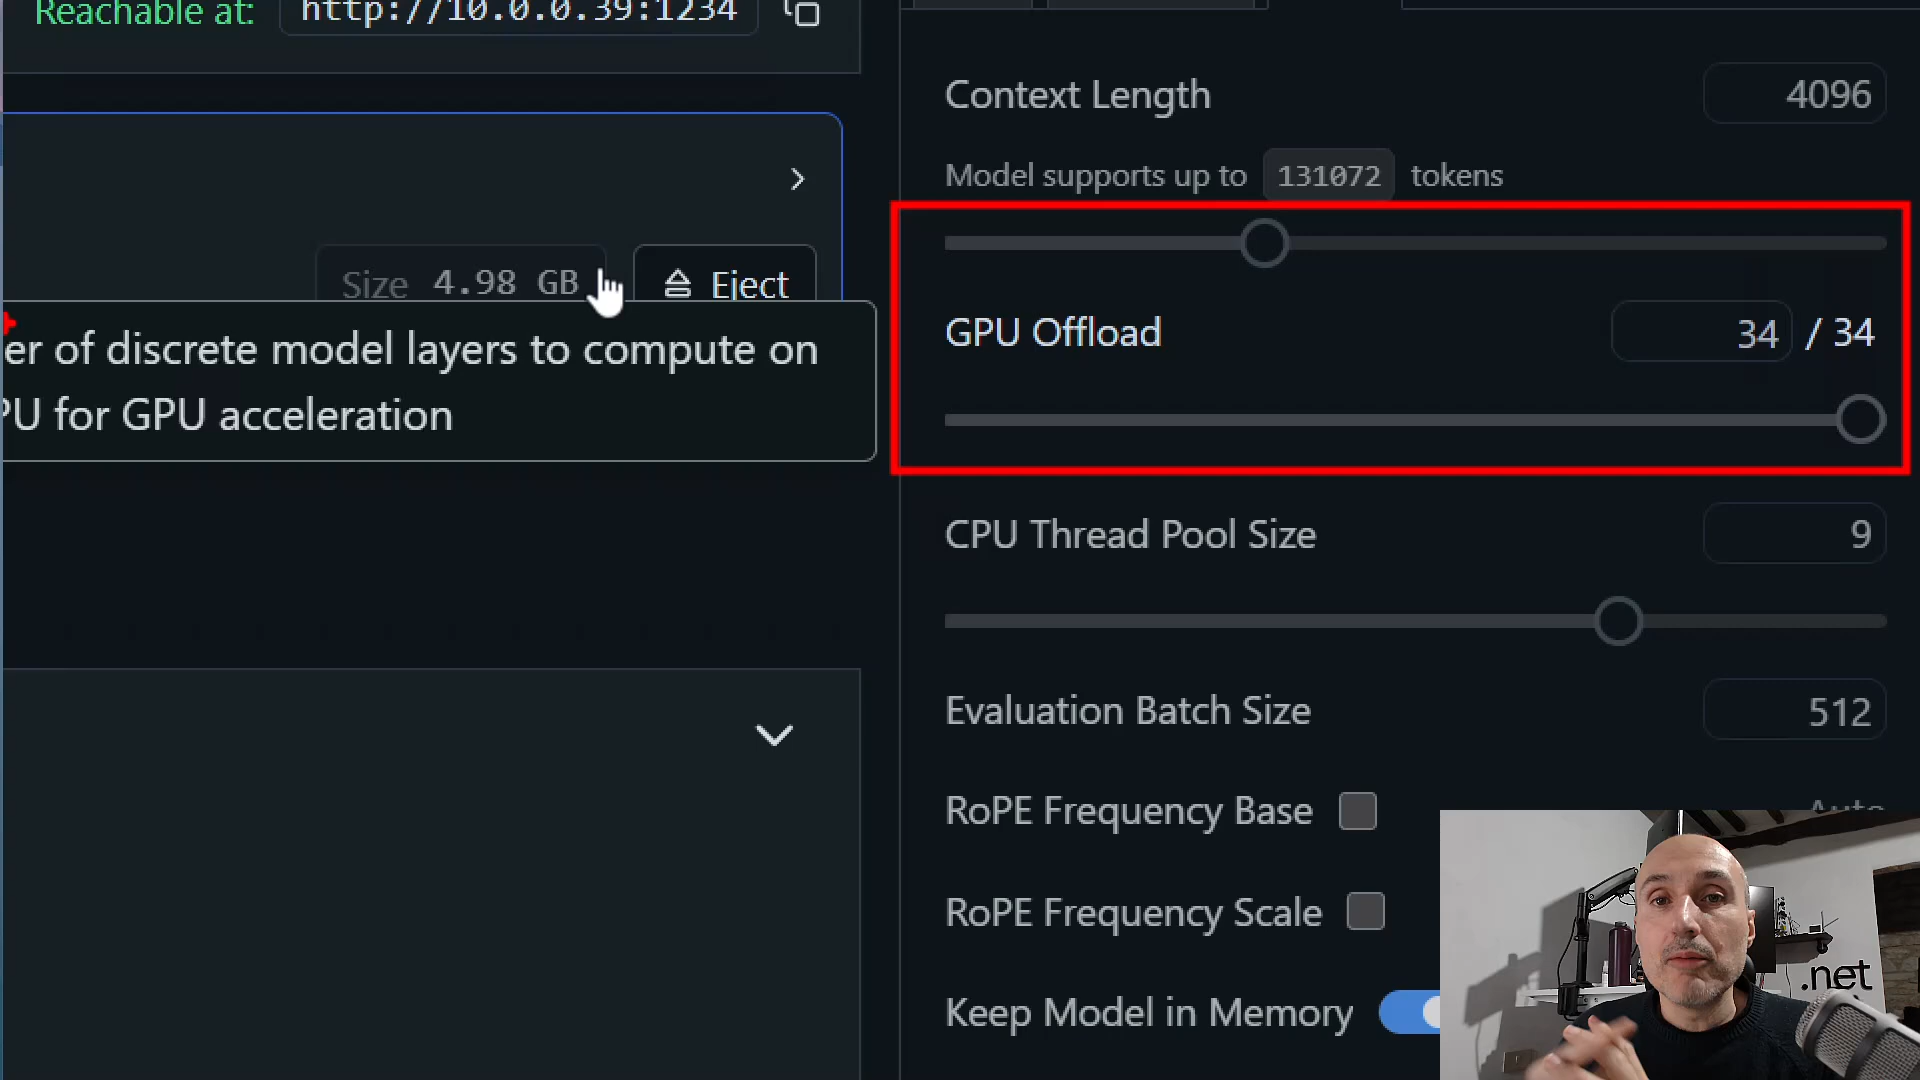 Reachable at: http://10.0.0.39:1234
Size 4.98 GB Eject
er of discrete model layers to compute on
PU for GPU acceleration
Context Length 4096
Model supports up to 131072 tokens
GPU Offload 34 / 34
CPU Thread Pool Size 9
Evaluation Batch Size 512
RoPE Frequency Base Auto
RoPE Frequency Scale
Keep Model in Memory
.net